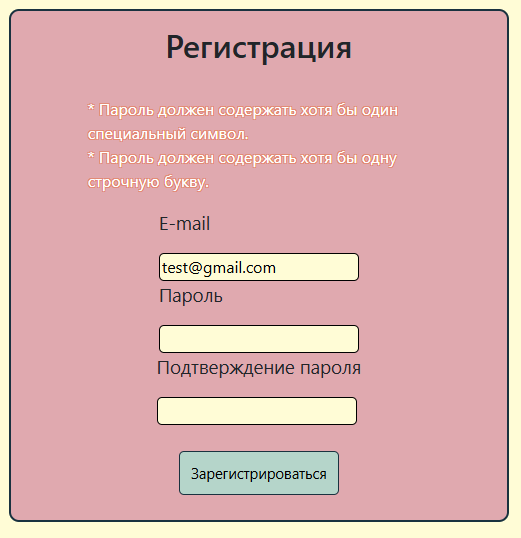 Регистрация
* Пароль должен содержать хотя бы один
специальный символ.
* Пароль должен содержать хотя бы одну
строчную букву.
E-mail
test@gmail.com
Пароль
Подтверждение пароля
Зарегистрироваться